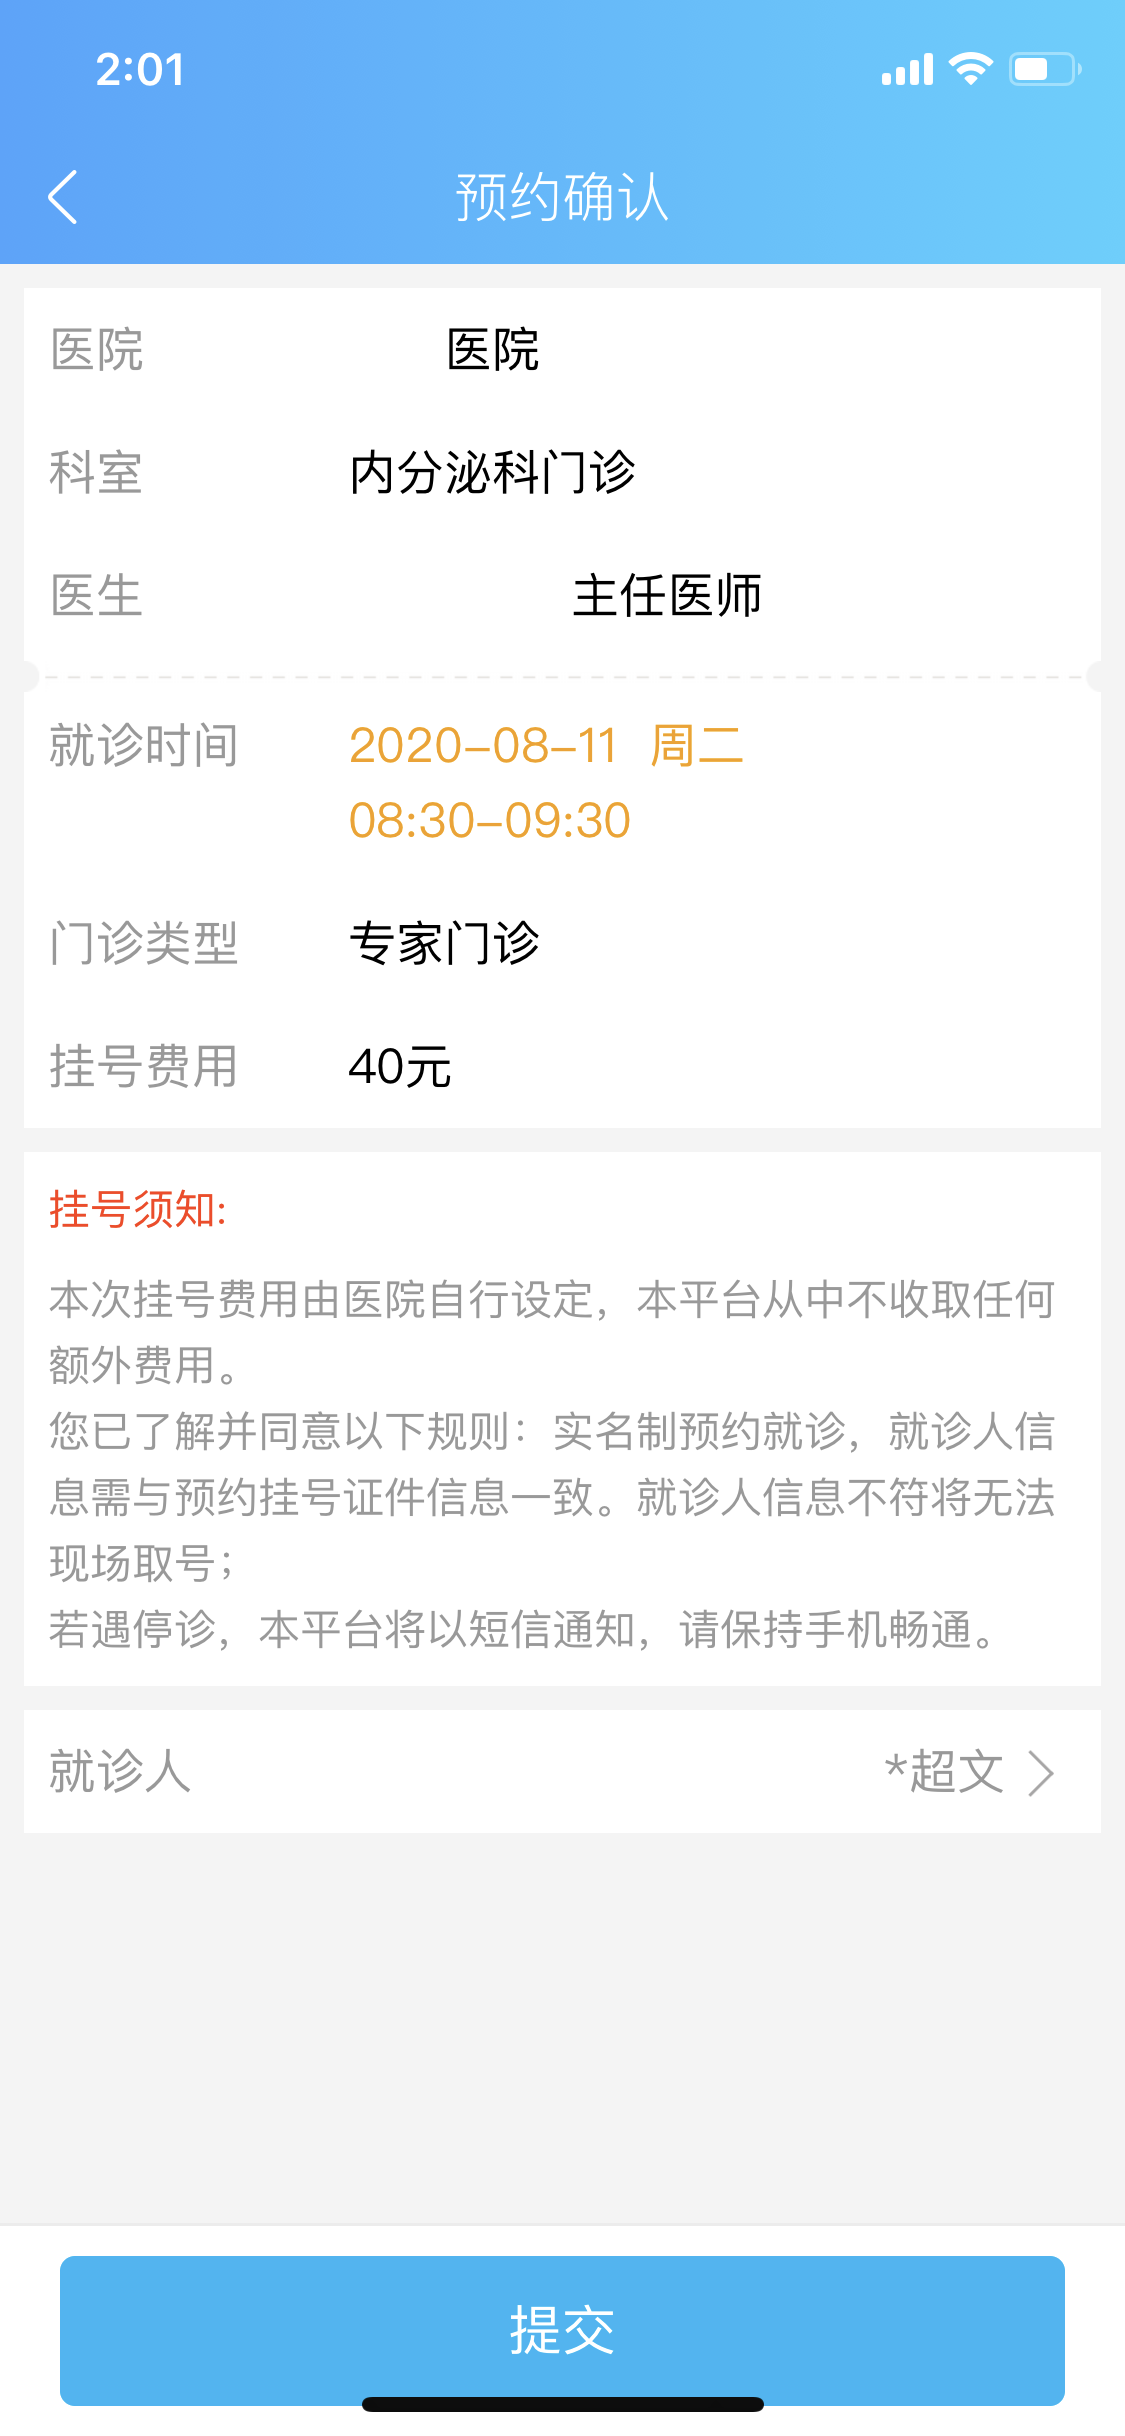 2:01
预约确认
医院 医院
科室 内分泌科门诊
医生 主任医师
就诊时间 2020-08-11 周二
08:30-09:30
门诊类型 专家门诊
挂号费用 40元
挂号须知:
本次挂号费用由医院自行设定，本平台从中不收取任何
额外费用。
您已了解并同意以下规则：实名制预约就诊，就诊人信
息需与预约挂号证件信息一致。就诊人信息不符将无法
现场取号；
若遇停诊，本平台将以短信通知，请保持手机畅通。
就诊人 *超文
提交